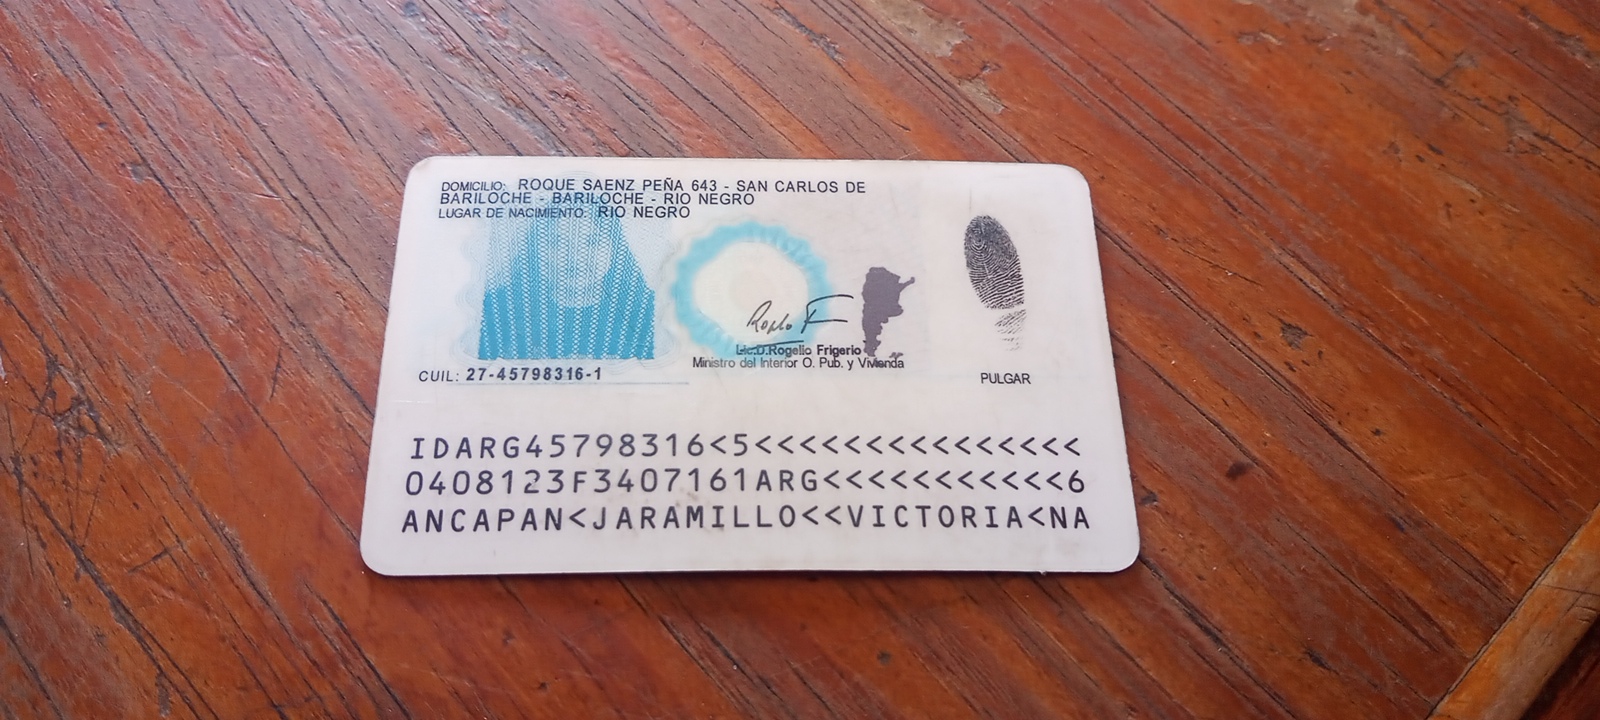 DOMICILIO: ROQUE SAENZ PEÑA 643 - SAN CARLOS DE
BARILOCHE - BARILOCHE - RIO NEGRO
LUGAR DE NACIMIENTO: RIO NEGRO
Lic.D.Rogelio Frigerio
Ministro del Interior O. Pub. y Vivienda
CUIL: 27-45798316-1
PULGAR
IDARG45798316<5<<<<<<<<<<<<<<<
0408123F3407161ARG<<<<<<<<<<<6
ANCAPAN<JARAMILLO<<VICTORIA<NA